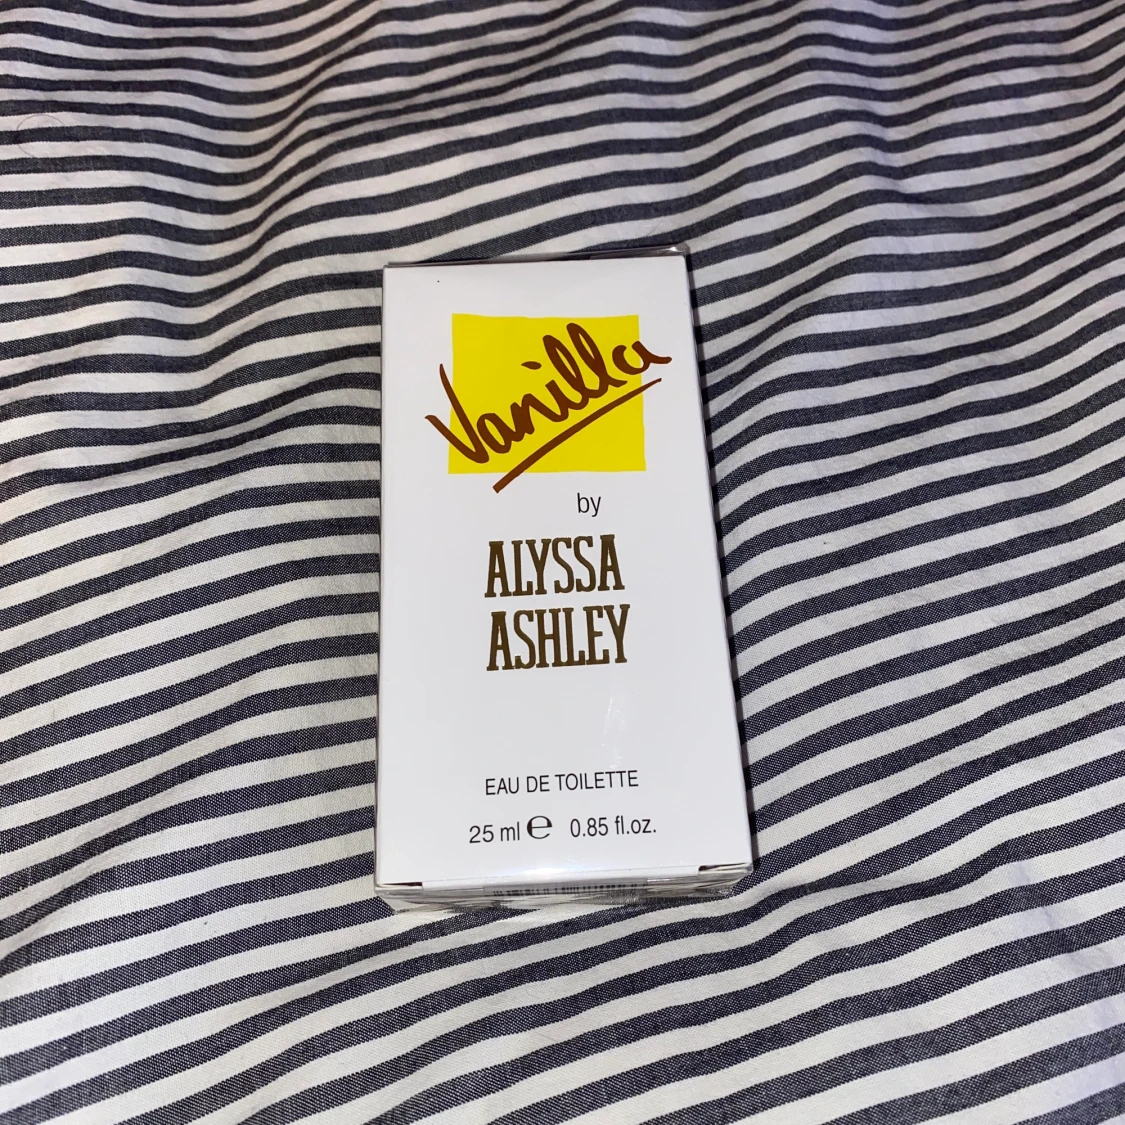 Vanilla
by
ALYSSA
ASHLEY
EAU DE TOILETTE
25 ml ℮ 0.85 fl.oz.